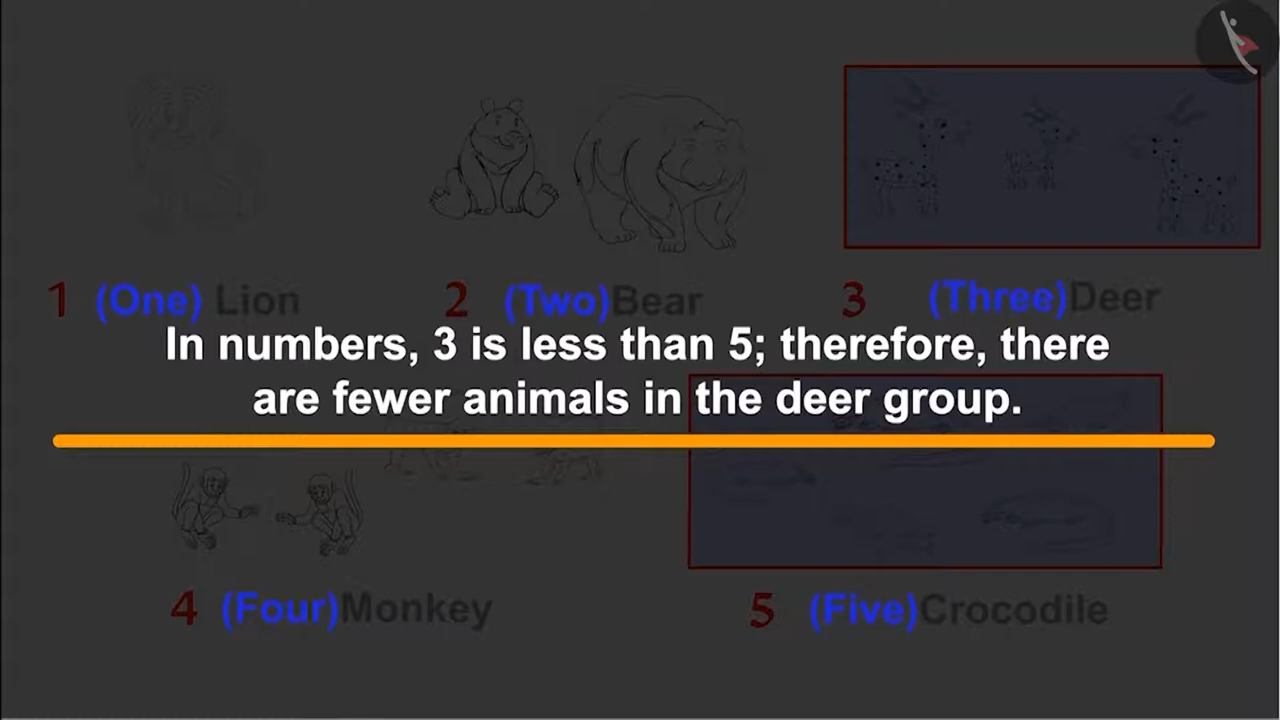 1 (One) Lion
2 (Two)Bear
3 (Three)Deer
In numbers, 3 is less than 5; therefore, there
are fewer animals in the deer group.
4 (Four)Monkey
5 (Five)Crocodile